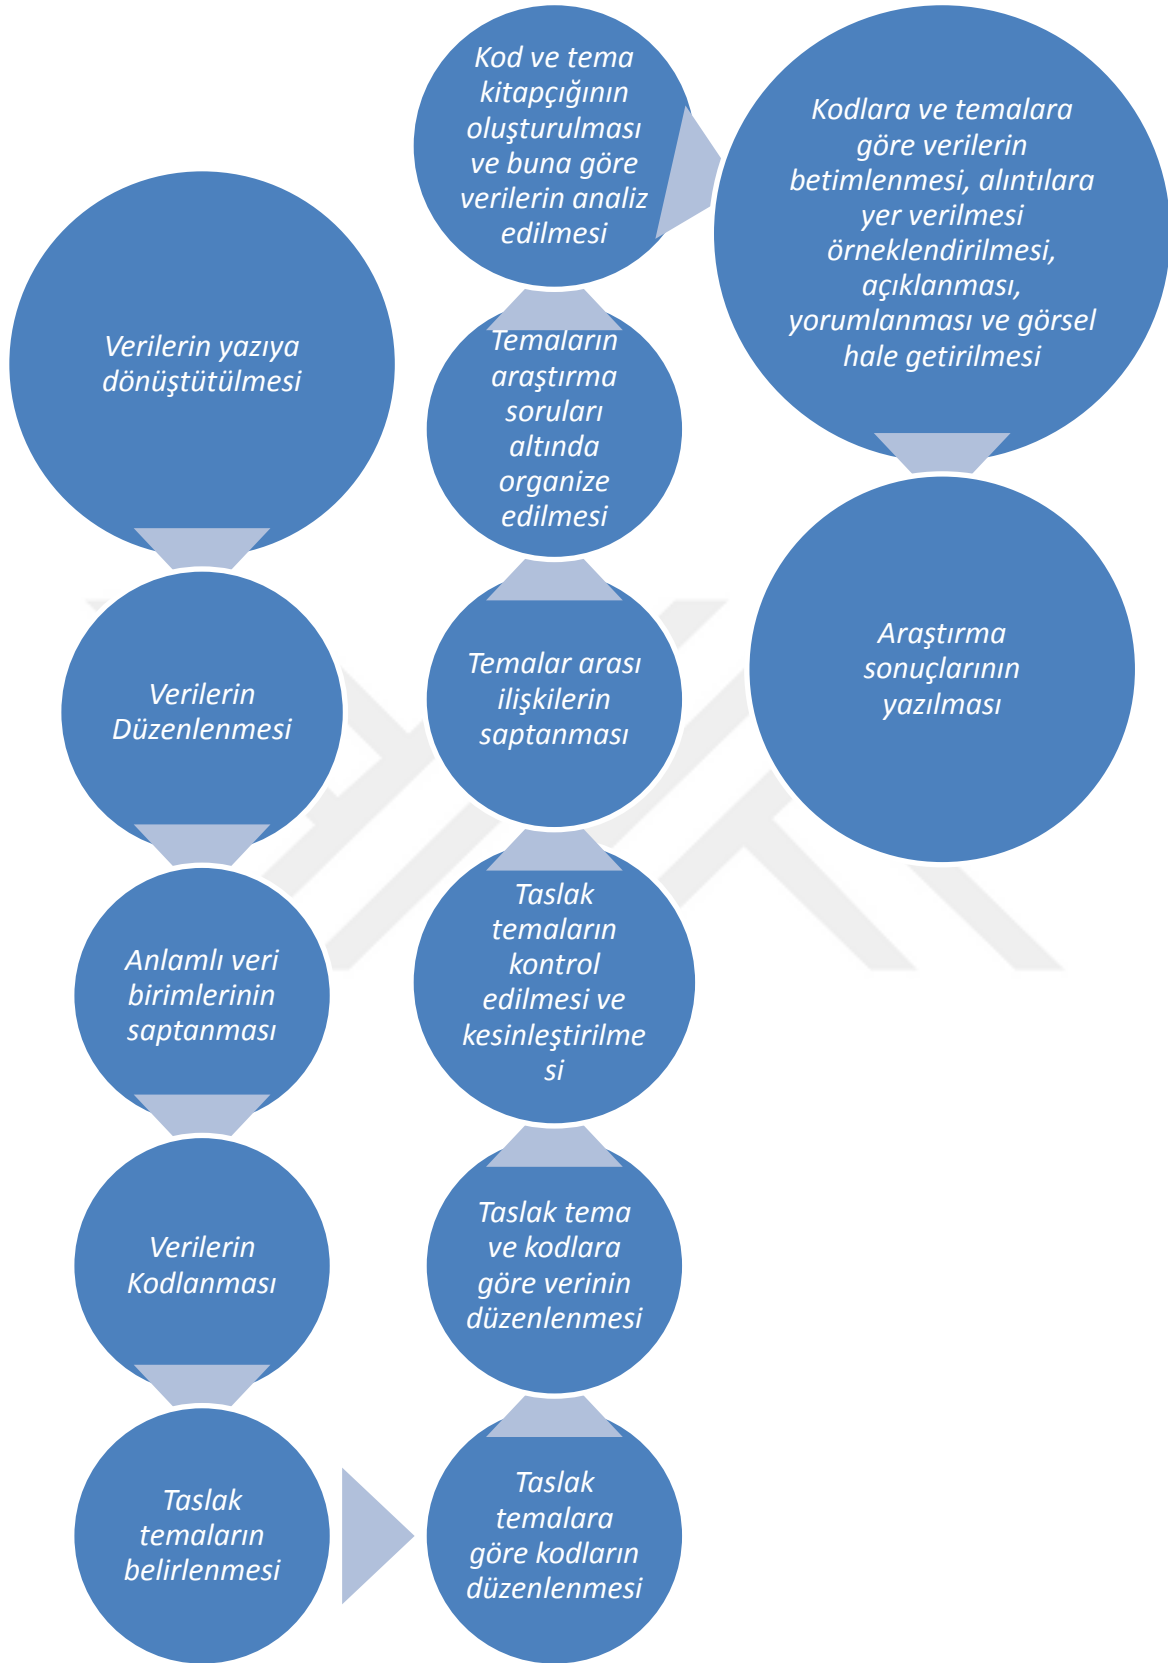 Verilerin yazıya
dönüştütülmesi
Verilerin
Düzenlenmesi
Anlamlı veri
birimlerinin
saptanması
Verilerin
Kodlanması
Taslak
temaların
belirlenmesi
Taslak
temalara
göre kodların
düzenlenmesi
Taslak tema
ve kodlara
göre verinin
düzenlenmesi
Taslak
temaların
kontrol
edilmesi ve
kesinleştirilme
si
Temalar arası
ilişkilerin
saptanması
Temaların
araştırma
soruları
altında
organize
edilmesi
Kod ve tema
kitapçığının
oluşturulması
ve buna göre
verilerin analiz
edilmesi
Kodlara ve temalara
göre verilerin
betimlenmesi, alıntılara
yer verilmesi
örneklendirilmesi,
açıklanması,
yorumlanması ve görsel
hale getirilmesi
Araştırma
sonuçlarının
yazılması